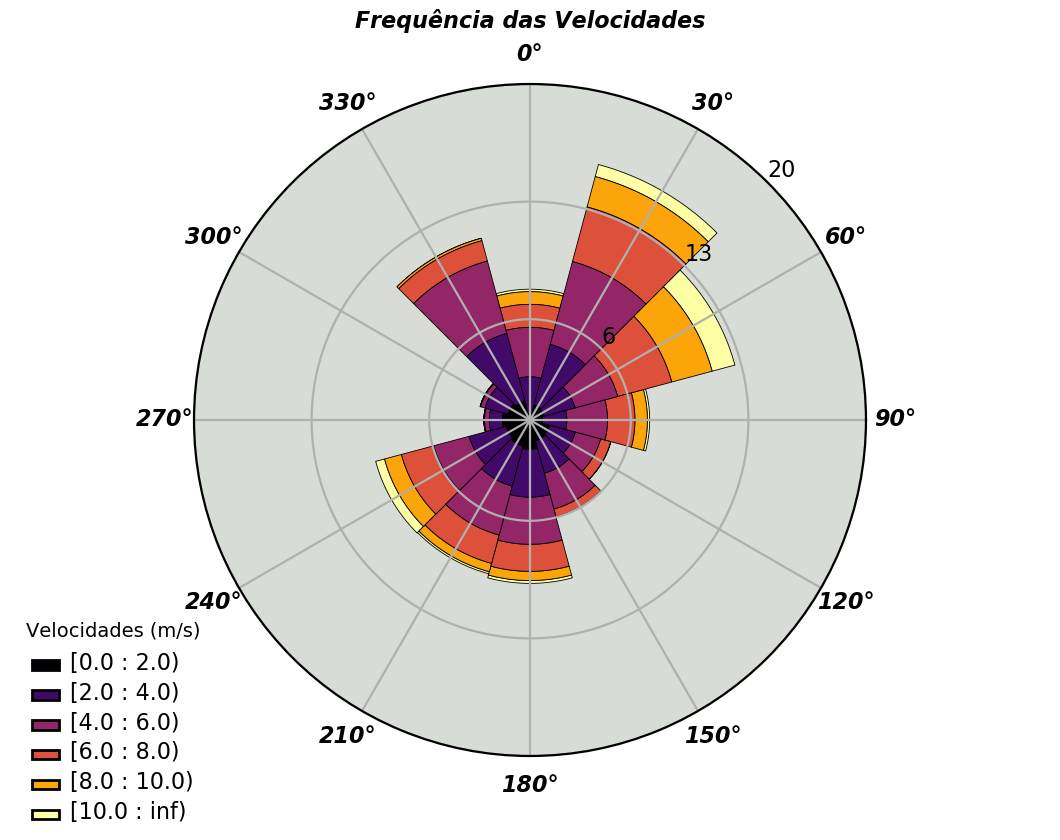 Frequência das Velocidades
0°
330°
30°
20
300°
60°
13
6
270°
90°
240°
120°
210°
150°
180°
Velocidades (m/s)
[0.0 : 2.0)
[2.0 : 4.0)
[4.0 : 6.0)
[6.0 : 8.0)
[8.0 : 10.0)
[10.0 : inf)